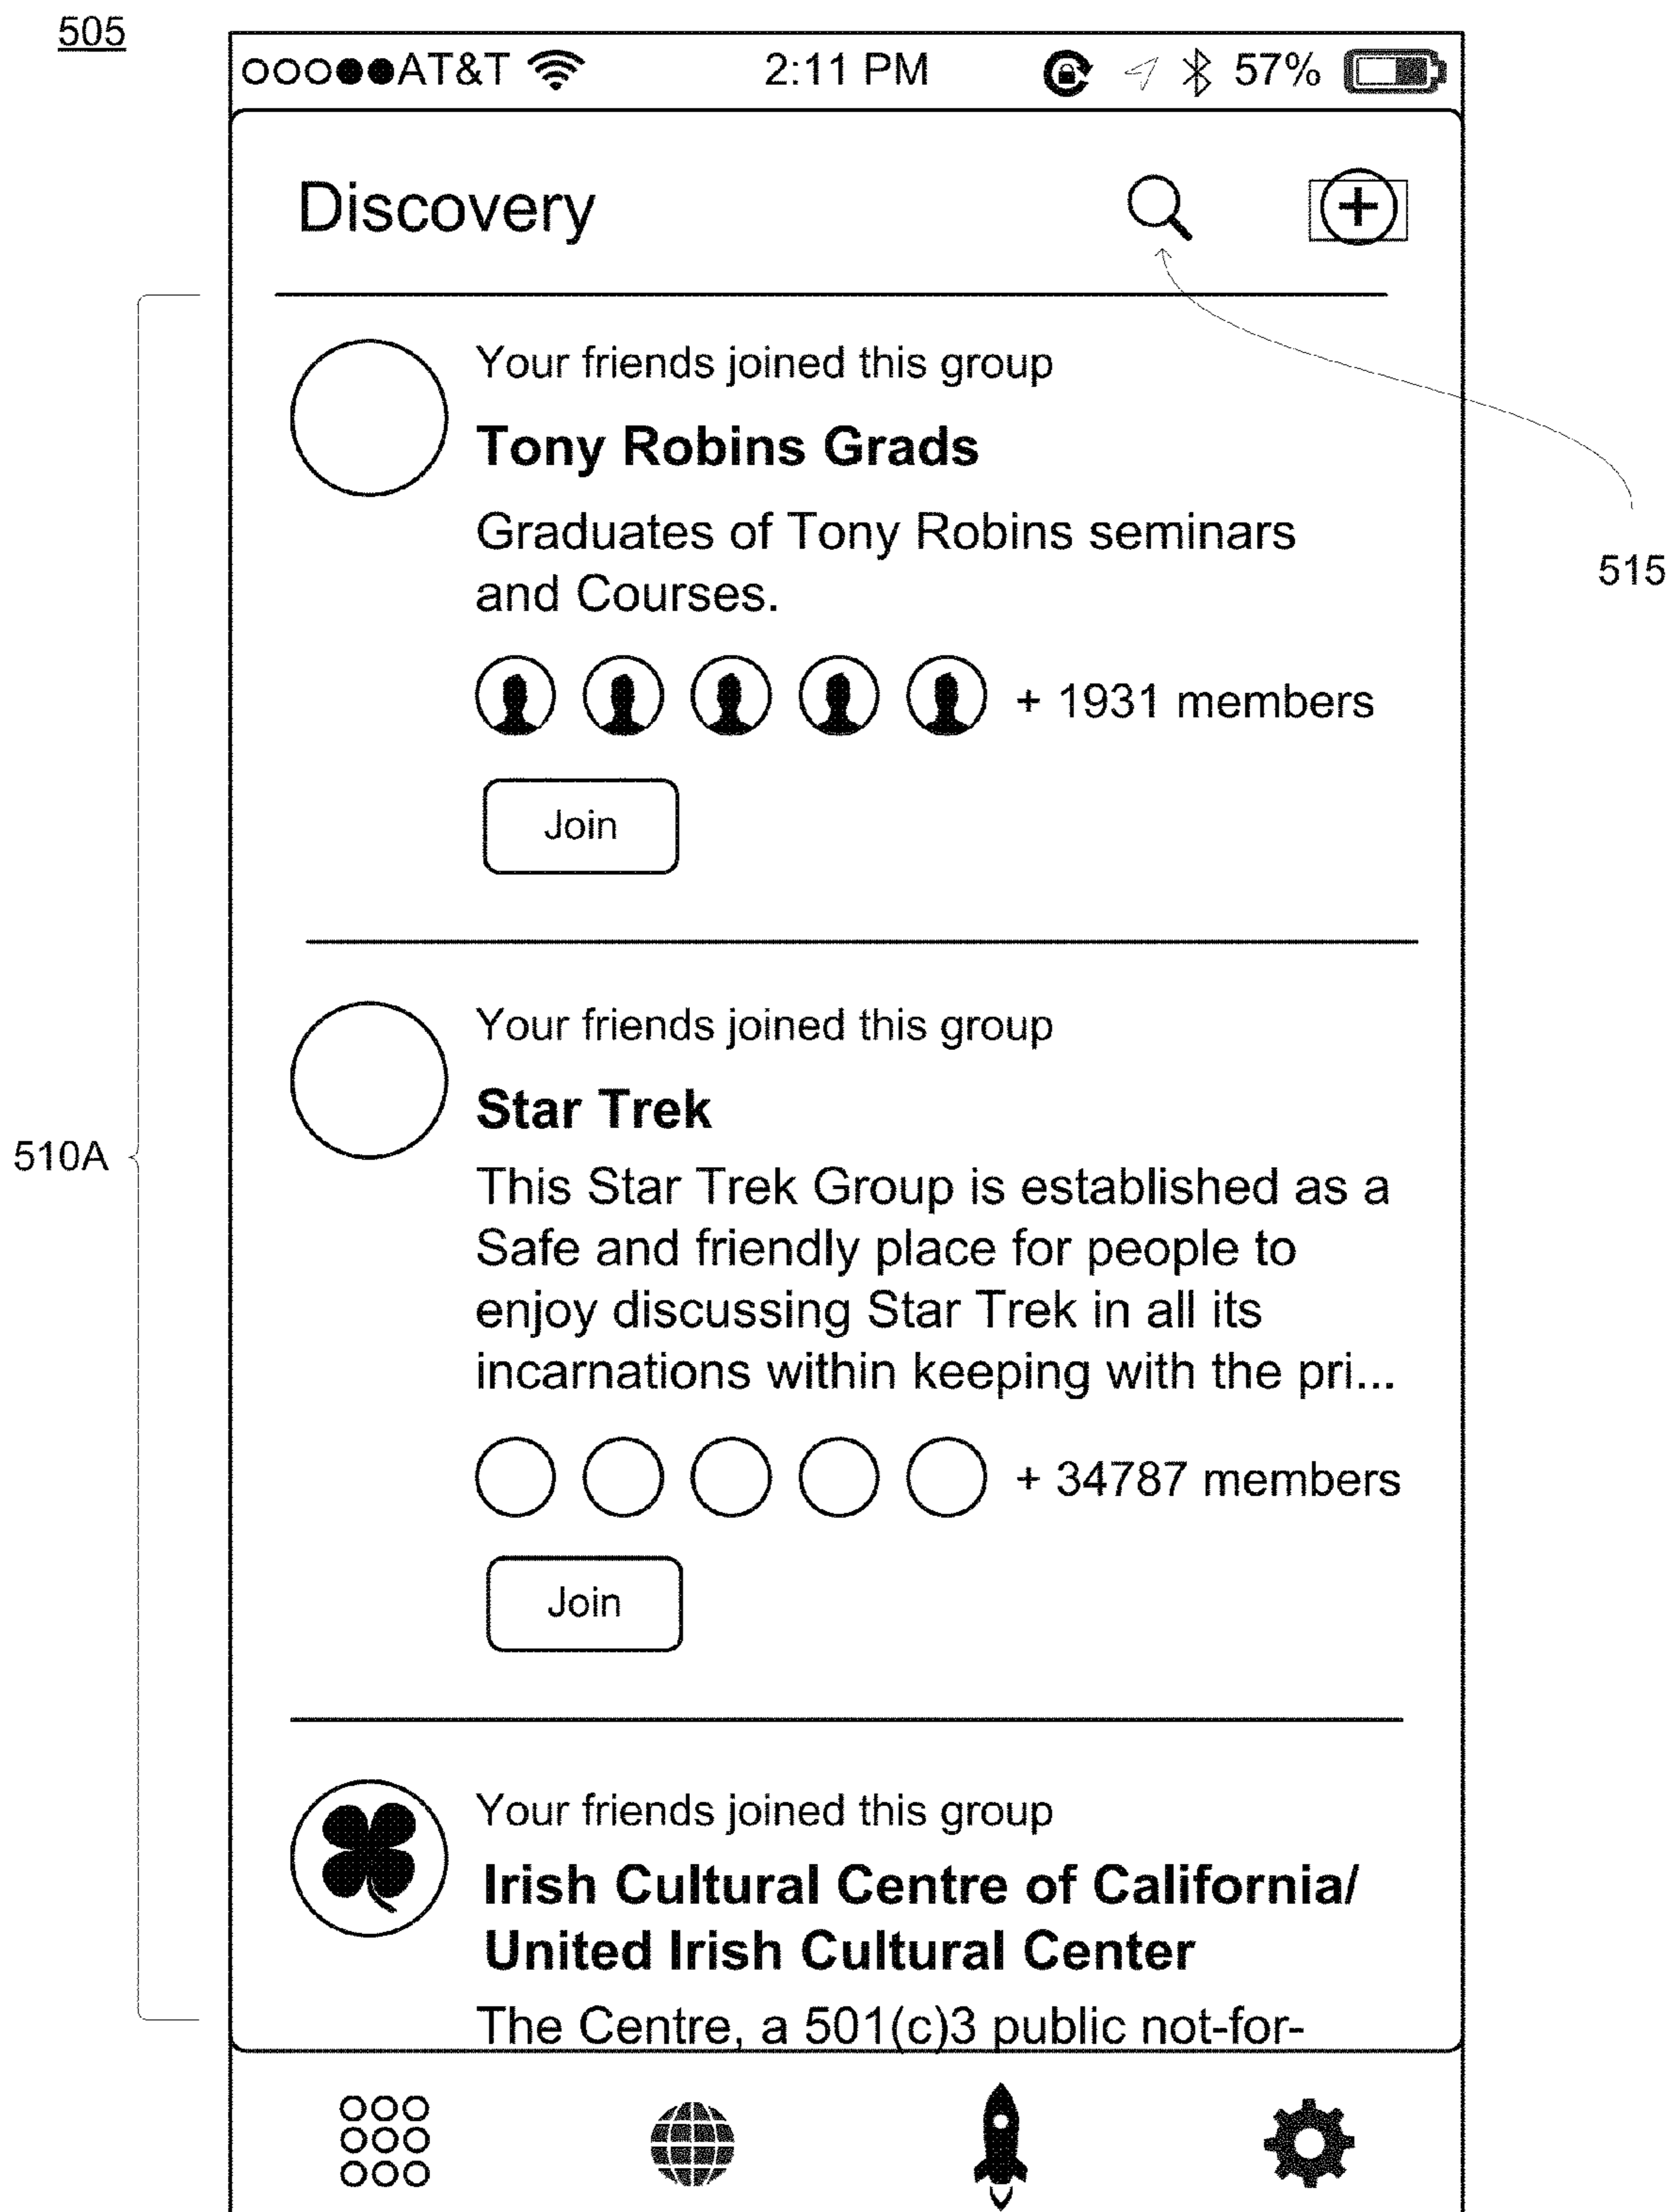 505
AT&T 2:11 PM 57%
Discovery
Your friends joined this group
Tony Robins Grads
Graduates of Tony Robins seminars
and Courses.
515
+ 1931 members
Join
Your friends joined this group
Star Trek
510A
This Star Trek Group is established as a
Safe and friendly place for people to
enjoy discussing Star Trek in all its
incarnations within keeping with the pri...
+ 34787 members
Join
Your friends joined this group
Irish Cultural Centre of California/
United Irish Cultural Center
The Centre, a 501(c)3 public not-for-